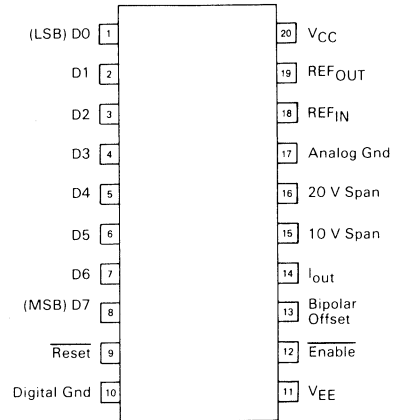 (LSB) D0 1
D1 2
D2 3
D3 4
D4 5
D5 6
D6 7
(MSB) D7 8
Reset 9
Digital Gnd 10
20 VCC
19 REFOUT
18 REFIN
17 Analog Gnd
16 20 V Span
15 10 V Span
14 Iout
13 Bipolar
Offset
12 Enable
11 VEE